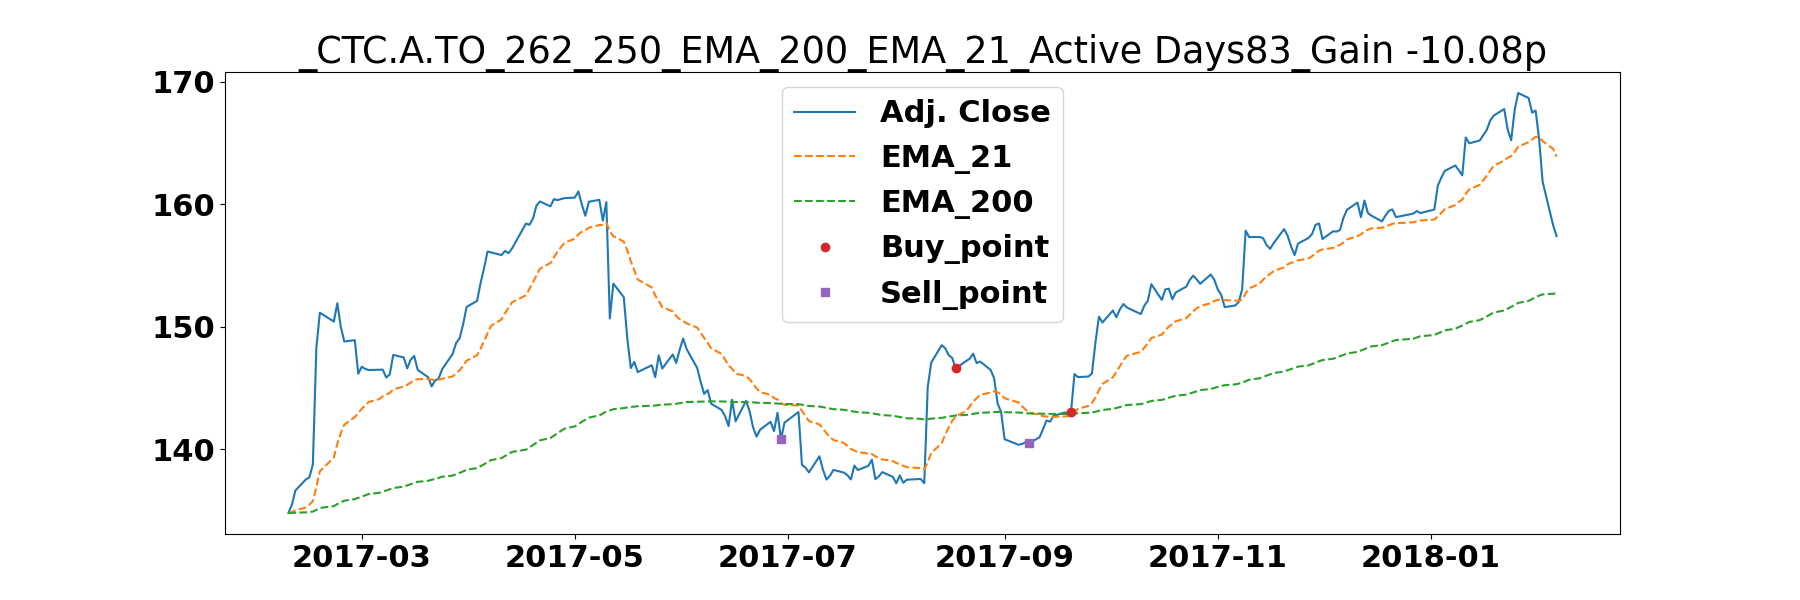 _CTC.A.TO_262_250_EMA_200_EMA_21_Active Days83_Gain -10.08p
170
160
150
140
Adj. Close
EMA_21
EMA_200
Buy_point
Sell_point
2017-03 2017-05 2017-07 2017-09 2017-11 2018-01